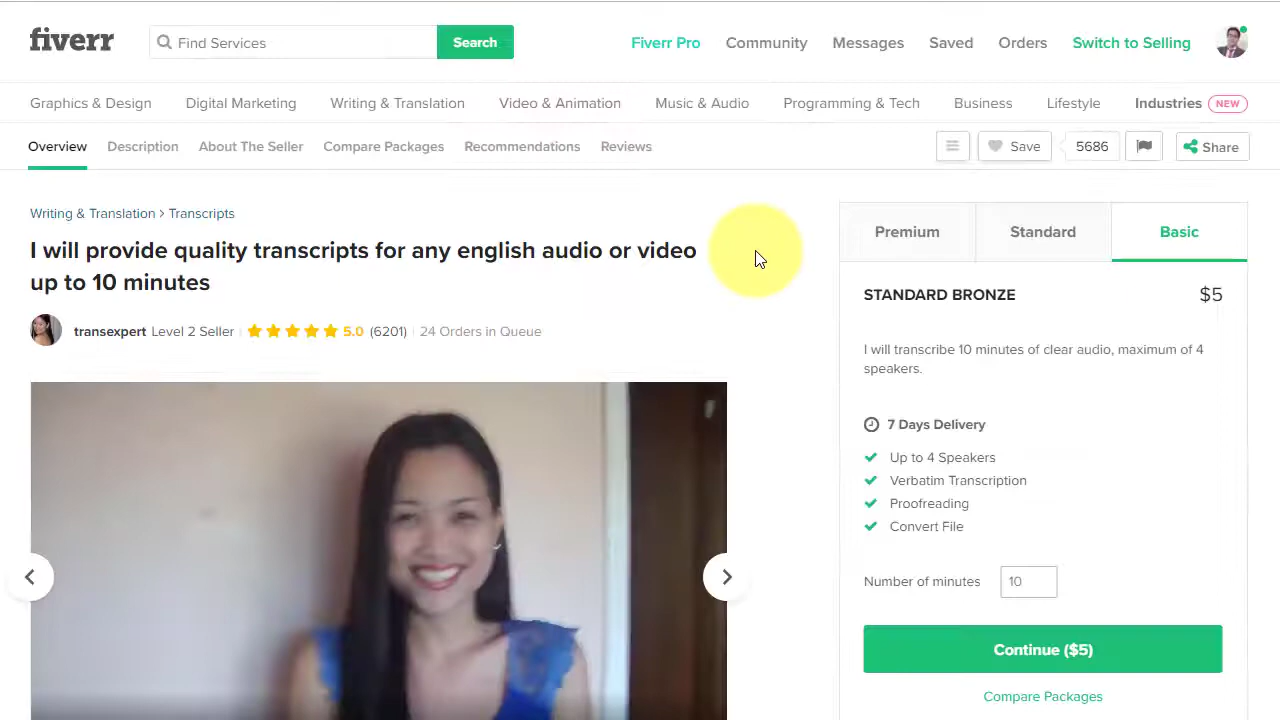 fiverr
Find Services
Search
Fiverr Pro
Community
Messages
Saved
Orders
Switch to Selling
Graphics & Design
Digital Marketing
Writing & Translation
Video & Animation
Music & Audio
Programming & Tech
Business
Lifestyle
Industries NEW
Overview
Description
About The Seller
Compare Packages
Recommendations
Reviews
Save
5686
Share
Writing & Translation > Transcripts
I will provide quality transcripts for any english audio or video
up to 10 minutes
transexpert Level 2 Seller 5.0 (6201) 24 Orders in Queue
Premium
Standard
Basic
STANDARD BRONZE $5
I will transcribe 10 minutes of clear audio, maximum of 4
speakers.
7 Days Delivery
Up to 4 Speakers
Verbatim Transcription
Proofreading
Convert File
Number of minutes 10
Continue ($5)
Compare Packages